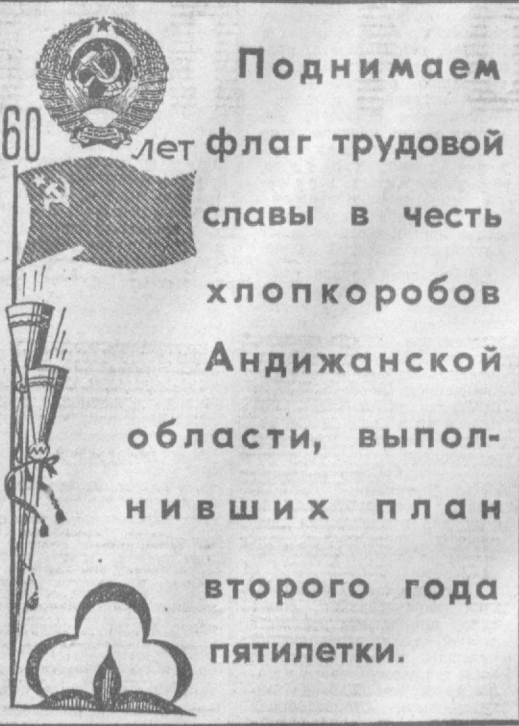 60 лет
Поднимаем
флаг трудовой
славы в честь
хлопкоробов
Андижанской
области, выпол-
нивших план
второго года
пятилетки.